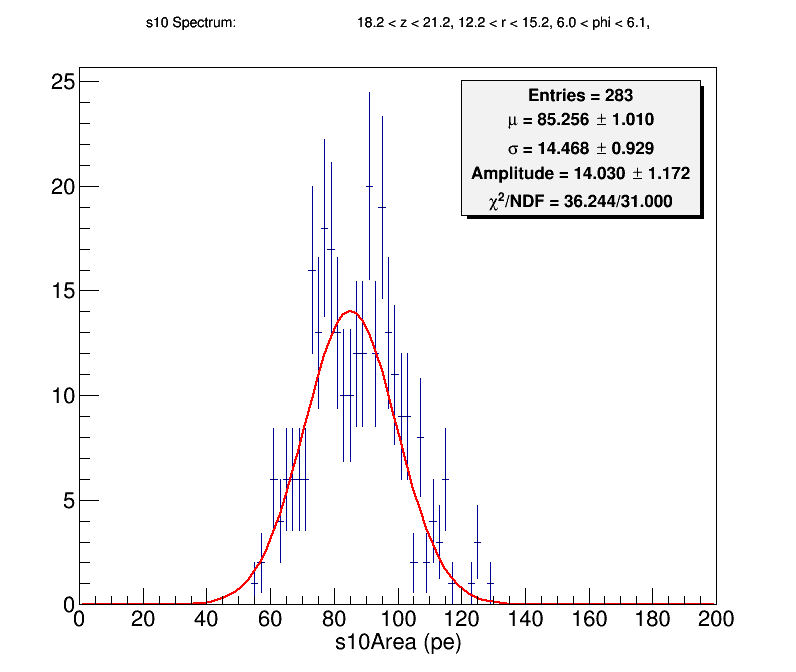 s10 Spectrum: 18.2 < z < 21.2, 12.2 < r < 15.2, 6.0 < phi < 6.1,
Entries = 283
μ = 85.256 ± 1.010
σ = 14.468 ± 0.929
Amplitude = 14.030 ± 1.172
χ²/NDF = 36.244/31.000
25
20
15
10
5
0
0 20 40 60 80 100 120 140 160 180 200
s10Area (pe)